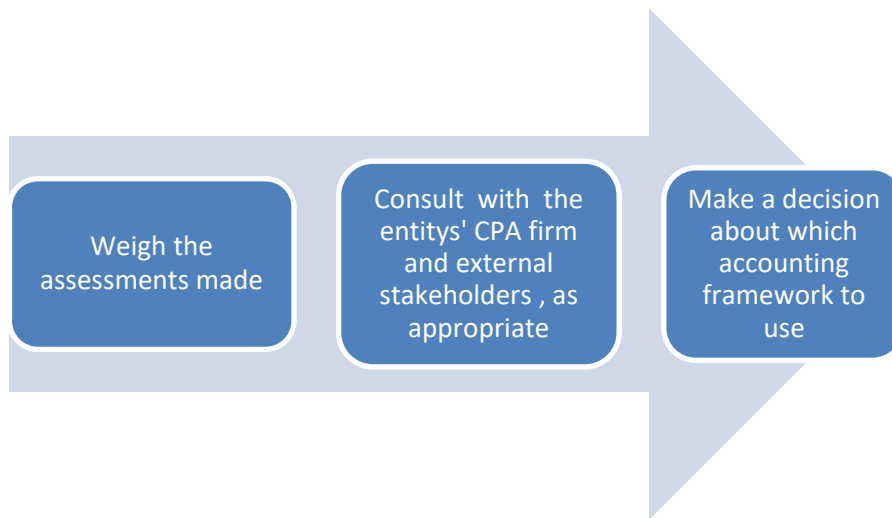 Weigh the
assessments made
Consult with the
entitys' CPA firm
and external
stakeholders , as
appropriate
Make a decision
about which
accounting
framework to
use